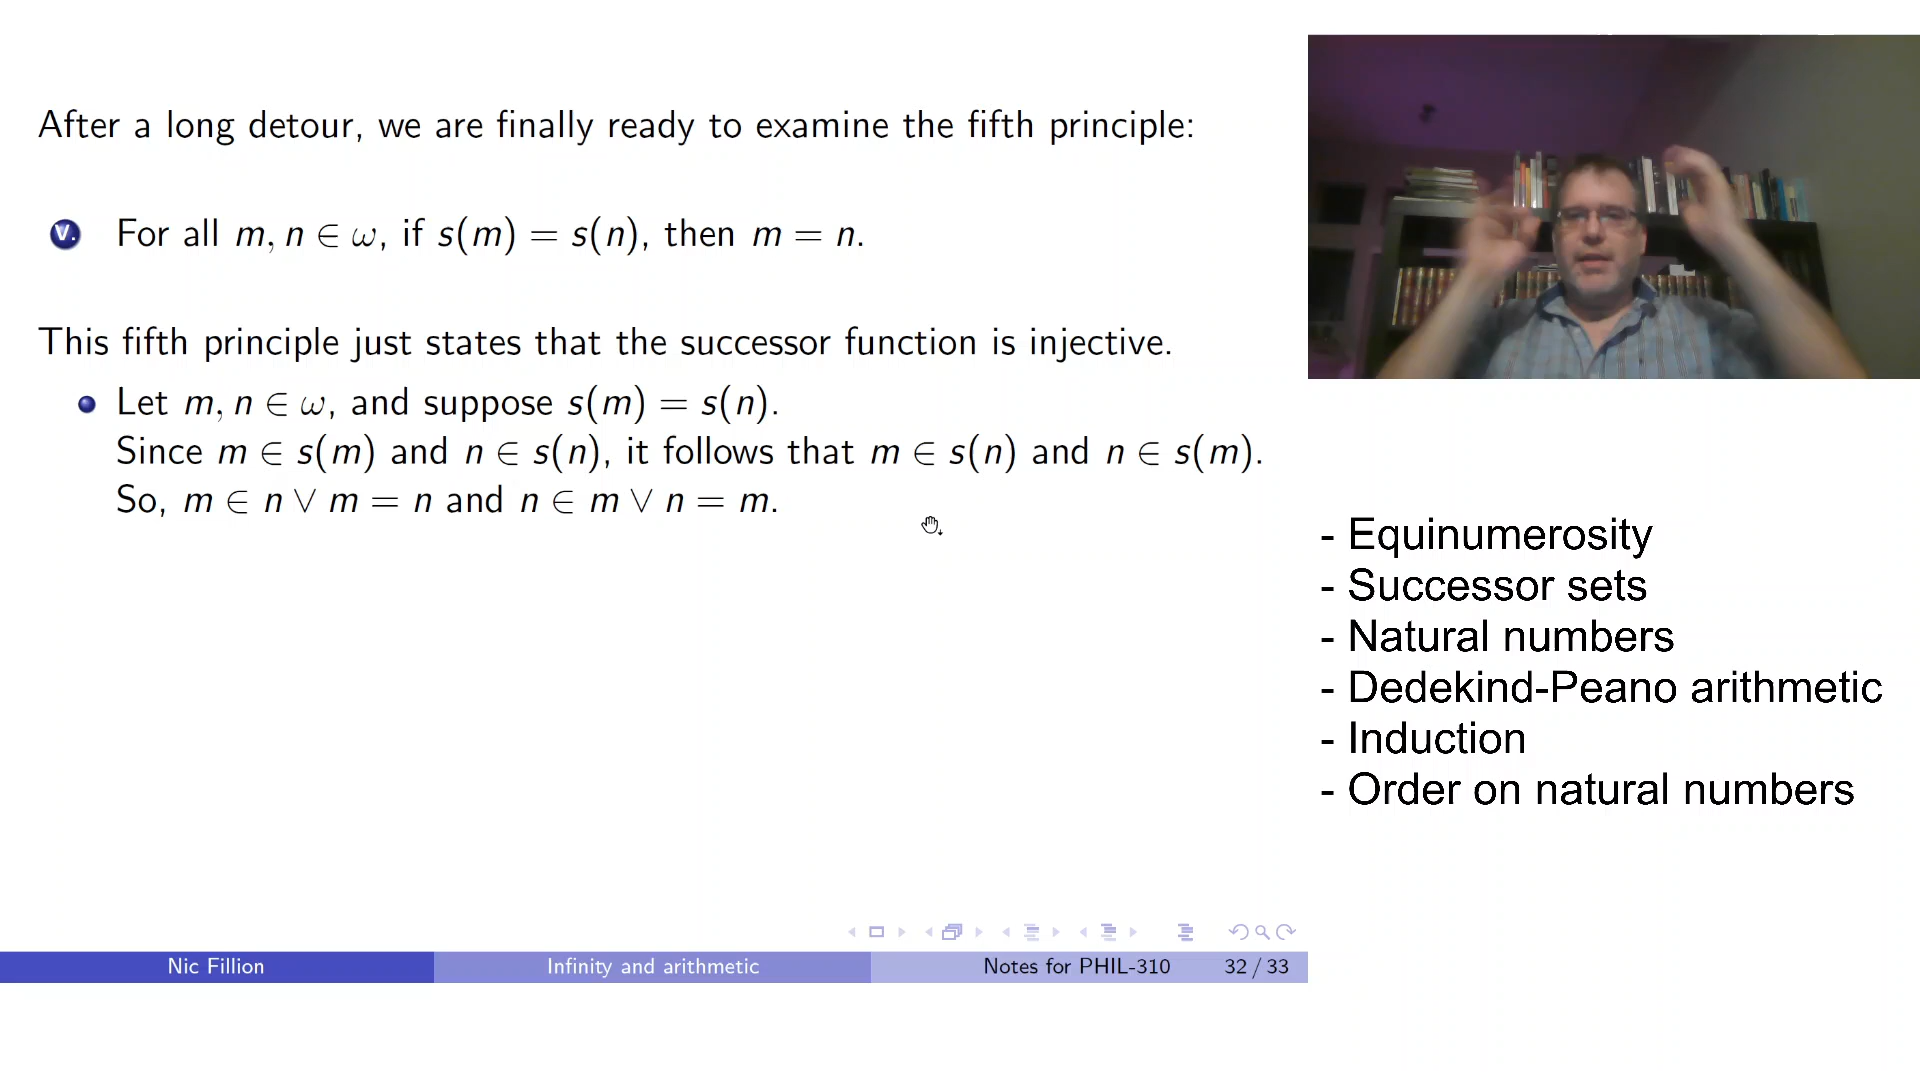 After a long detour, we are finally ready to examine the fifth principle:
V. For all m, n ∈ ω, if s(m) = s(n), then m = n.
This fifth principle just states that the successor function is injective.
Let m, n ∈ ω, and suppose s(m) = s(n).
Since m ∈ s(m) and n ∈ s(n), it follows that m ∈ s(n) and n ∈ s(m).
So, m ∈ n ∨ m = n and n ∈ m ∨ n = m.
- Equinumerosity
- Successor sets
- Natural numbers
- Dedekind-Peano arithmetic
- Induction
- Order on natural numbers
Nic Fillion Infinity and arithmetic Notes for PHIL-310 32 / 33